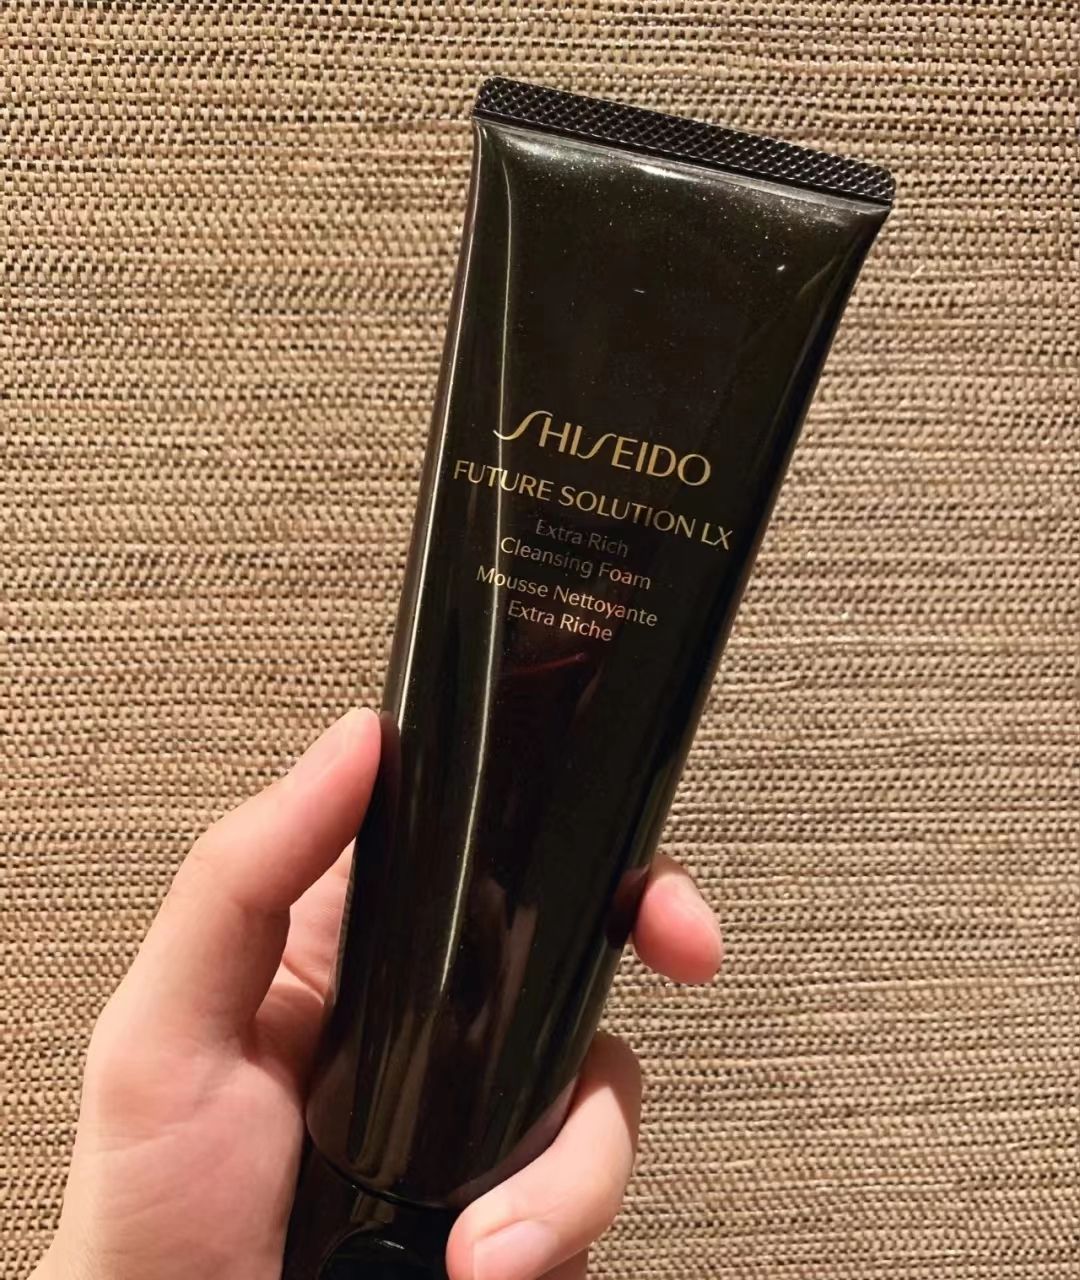 SHISEIDO
FUTURE SOLUTION LX
Extra Rich
Cleansing Foam
Mousse Nettoyante
Extra Riche